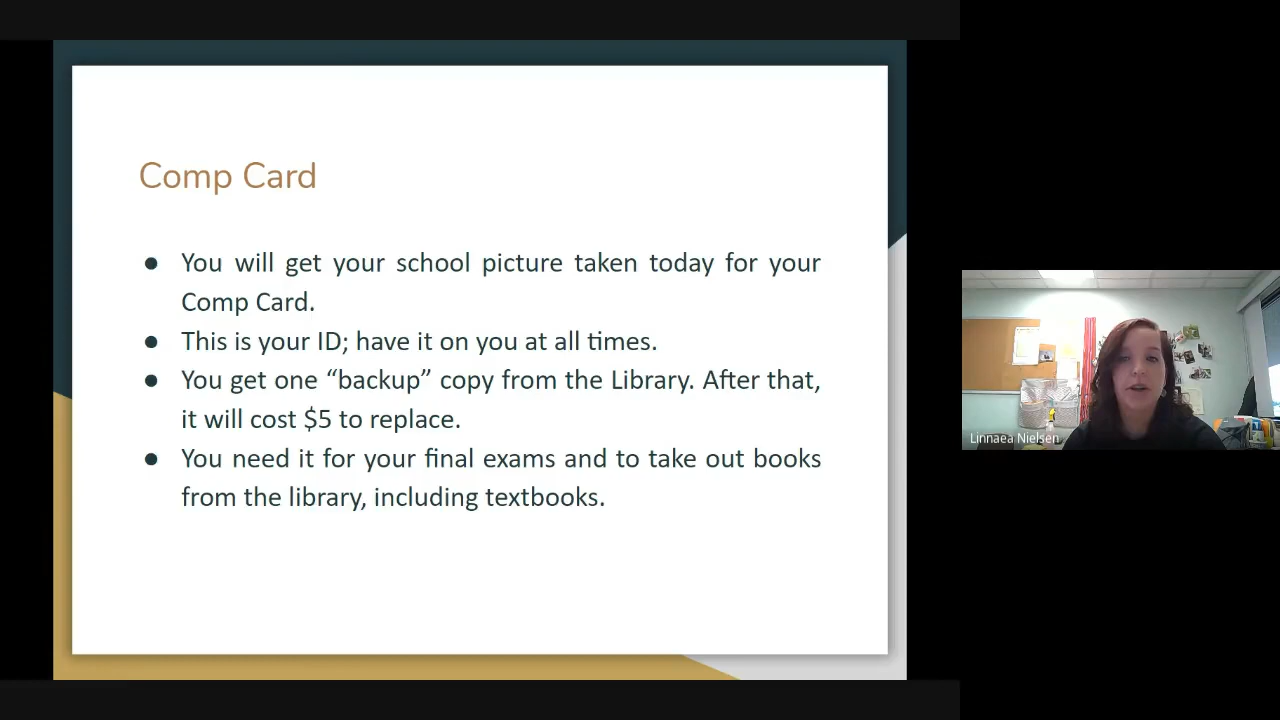 Comp Card
● You will get your school picture taken today for your
Comp Card.
● This is your ID; have it on you at all times.
● You get one “backup” copy from the Library. After that,
it will cost $5 to replace.
● You need it for your final exams and to take out books
from the library, including textbooks.
Linnaea Nielsen